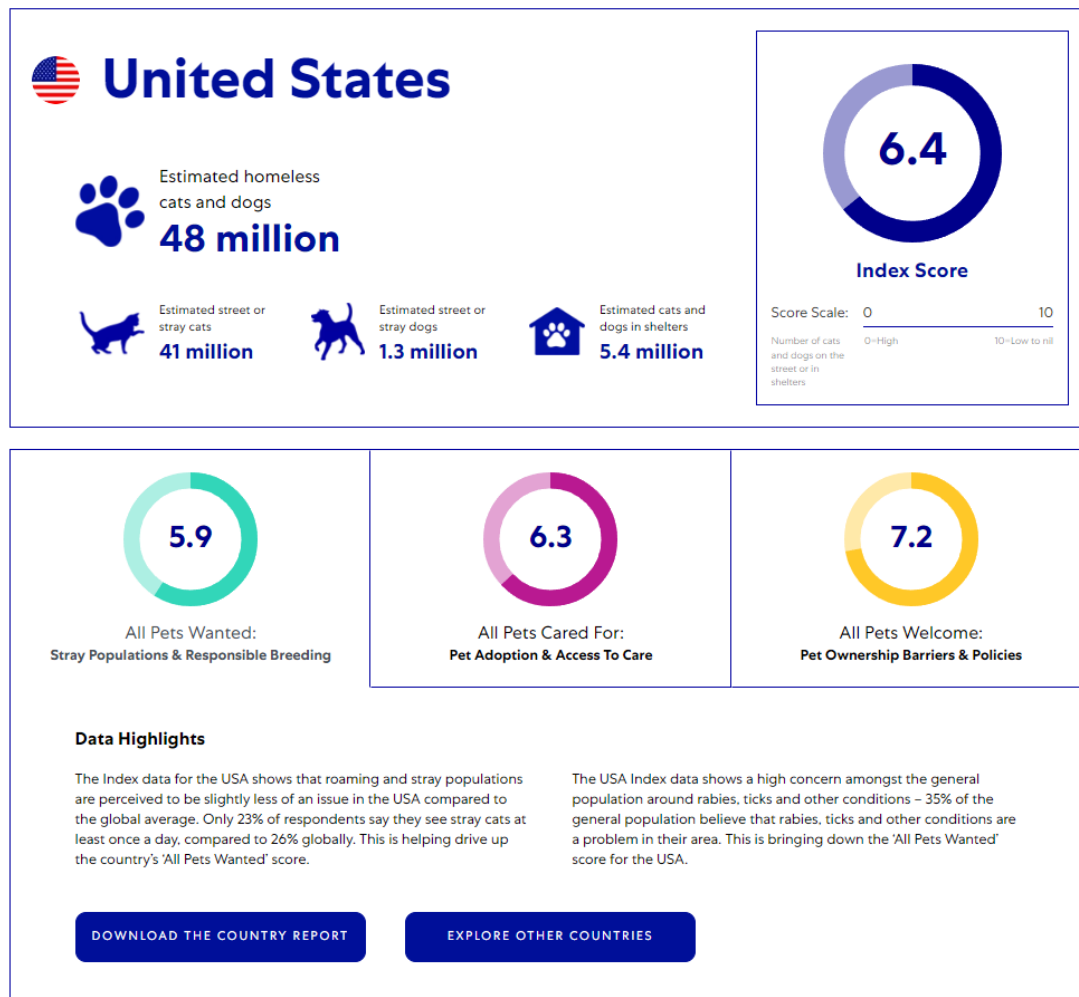 United States
Estimated homeless
cats and dogs
48 million
Estimated street or
stray cats
41 million
Estimated street or
stray dogs
1.3 million
Estimated cats and
dogs in shelters
5.4 million
6.4
Index Score
Score Scale: 0 10
Number of cats
and dogs on the
street or in
shelters
0=High 10=Low to nil
5.9
All Pets Wanted:
Stray Populations & Responsible Breeding
6.3
All Pets Cared For:
Pet Adoption & Access To Care
7.2
All Pets Welcome:
Pet Ownership Barriers & Policies
Data Highlights
The Index data for the USA shows that roaming and stray populations
are perceived to be slightly less of an issue in the USA compared to
the global average. Only 23% of respondents say they see stray cats at
least once a day, compared to 26% globally. This is helping drive up
the country's 'All Pets Wanted' score.
The USA Index data shows a high concern amongst the general
population around rabies, ticks and other conditions – 35% of the
general population believe that rabies, ticks and other conditions are
a problem in their area. This is bringing down the 'All Pets Wanted'
score for the USA.
DOWNLOAD THE COUNTRY REPORT
EXPLORE OTHER COUNTRIES